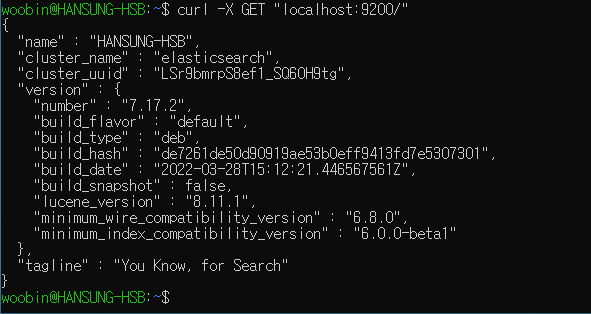 woobin@HANSUNG-HSB:~$ curl -X GET "localhost:9200/"
{
  "name" : "HANSUNG-HSB",
  "cluster_name" : "elasticsearch",
  "cluster_uuid" : "LSr9bmrpS8ef1_SQ6OH9tg",
  "version" : {
    "number" : "7.17.2",
    "build_flavor" : "default",
    "build_type" : "deb",
    "build_hash" : "de7261de50d90919ae53b0eff9413fd7e5307301",
    "build_date" : "2022-03-28T15:12:21.446567561Z",
    "build_snapshot" : false,
    "lucene_version" : "8.11.1",
    "minimum_wire_compatibility_version" : "6.8.0",
    "minimum_index_compatibility_version" : "6.0.0-beta1"
  },
  "tagline" : "You Know, for Search"
}
woobin@HANSUNG-HSB:~$